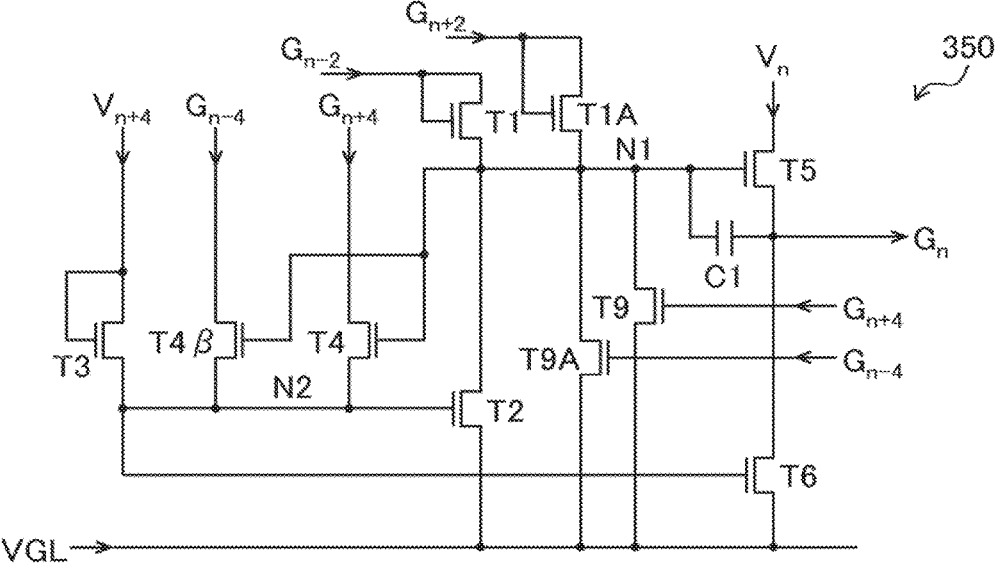 Gn+2
350
Gn−2
Vn
Vn+4
Gn−4
Gn+4
T1
T1A
N1
T5
Gn
C1
T9
Gn+4
T3
T4β
T4
T9A
Gn−4
N2
T2
T6
VGL